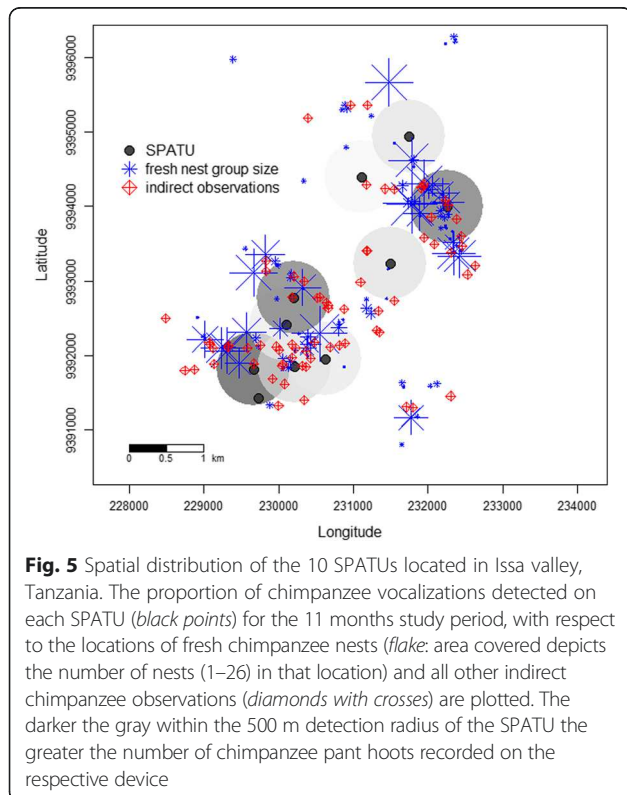 9396000
9395000
9394000
9393000
9392000
9391000
Latitude
SPATU
fresh nest group size
indirect observations
0 0.5 1 km
228000 229000 230000 231000 232000 233000 234000
Longitude
Fig. 5 Spatial distribution of the 10 SPATUs located in Issa valley,
Tanzania. The proportion of chimpanzee vocalizations detected on
each SPATU (black points) for the 11 months study period, with respect
to the locations of fresh chimpanzee nests (flake: area covered depicts
the number of nests (1–26) in that location) and all other indirect
chimpanzee observations (diamonds with crosses) are plotted. The
darker the gray within the 500 m detection radius of the SPATU the
greater the number of chimpanzee pant hoots recorded on the
respective device